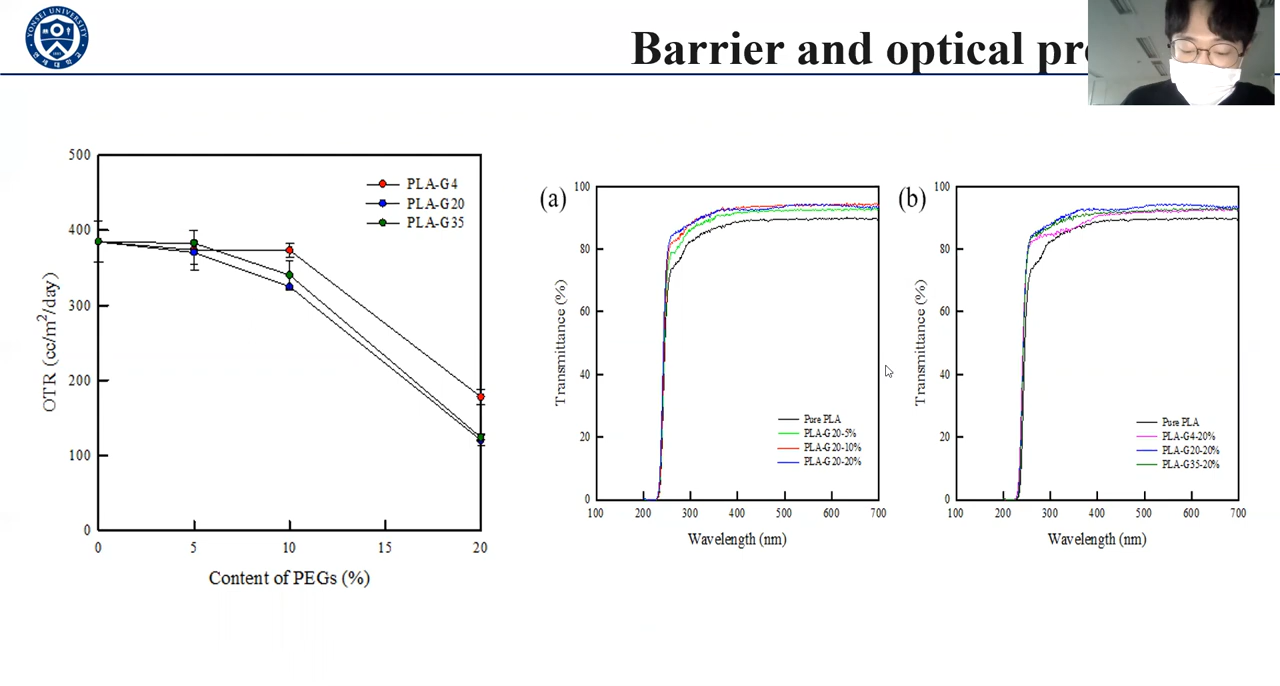 YONSEI UNIVERSITY
Barrier and optical pr
500
400
300
200
100
0
0 5 10 15 20
OTR (cc/m²/day)
Content of PEGs (%)
PLA-G4
PLA-G20
PLA-G35
(a)
100
80
60
40
20
0
100 200 300 400 500 600 700
Transmittance (%)
Wavelength (nm)
Pure PLA
PLA-G20-5%
PLA-G20-10%
PLA-G20-20%
(b)
100
80
60
40
20
0
100 200 300 400 500 600 700
Transmittance (%)
Wavelength (nm)
Pure PLA
PLA-G4-20%
PLA-G20-20%
PLA-G35-20%